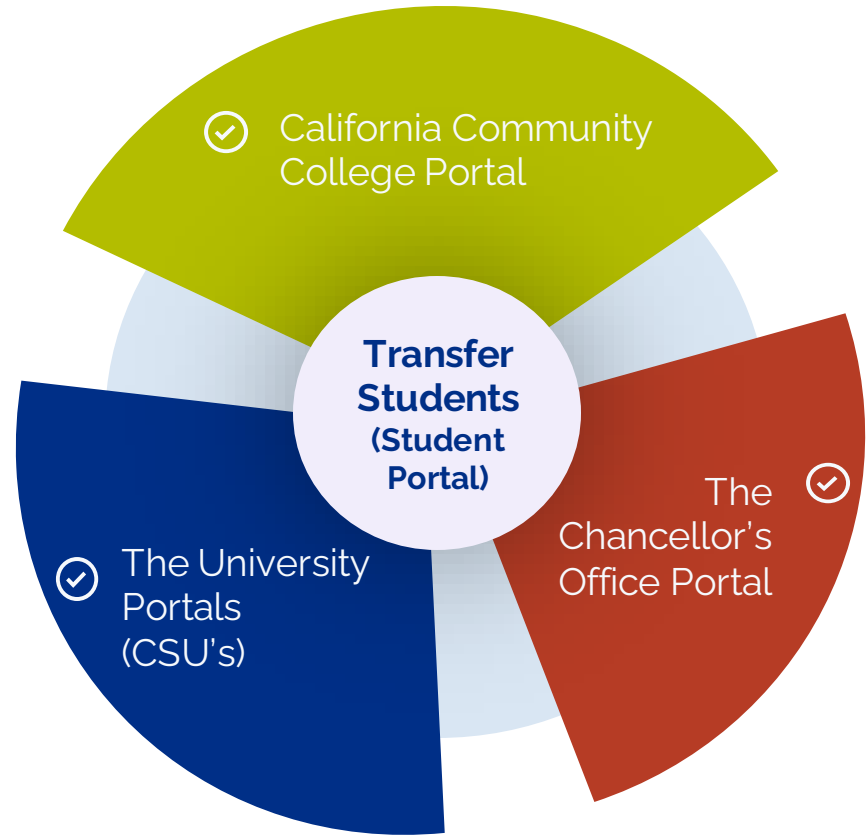 California Community
College Portal
Transfer
Students
(Student
Portal)
The
Chancellor’s
Office Portal
The University
Portals
(CSU’s)